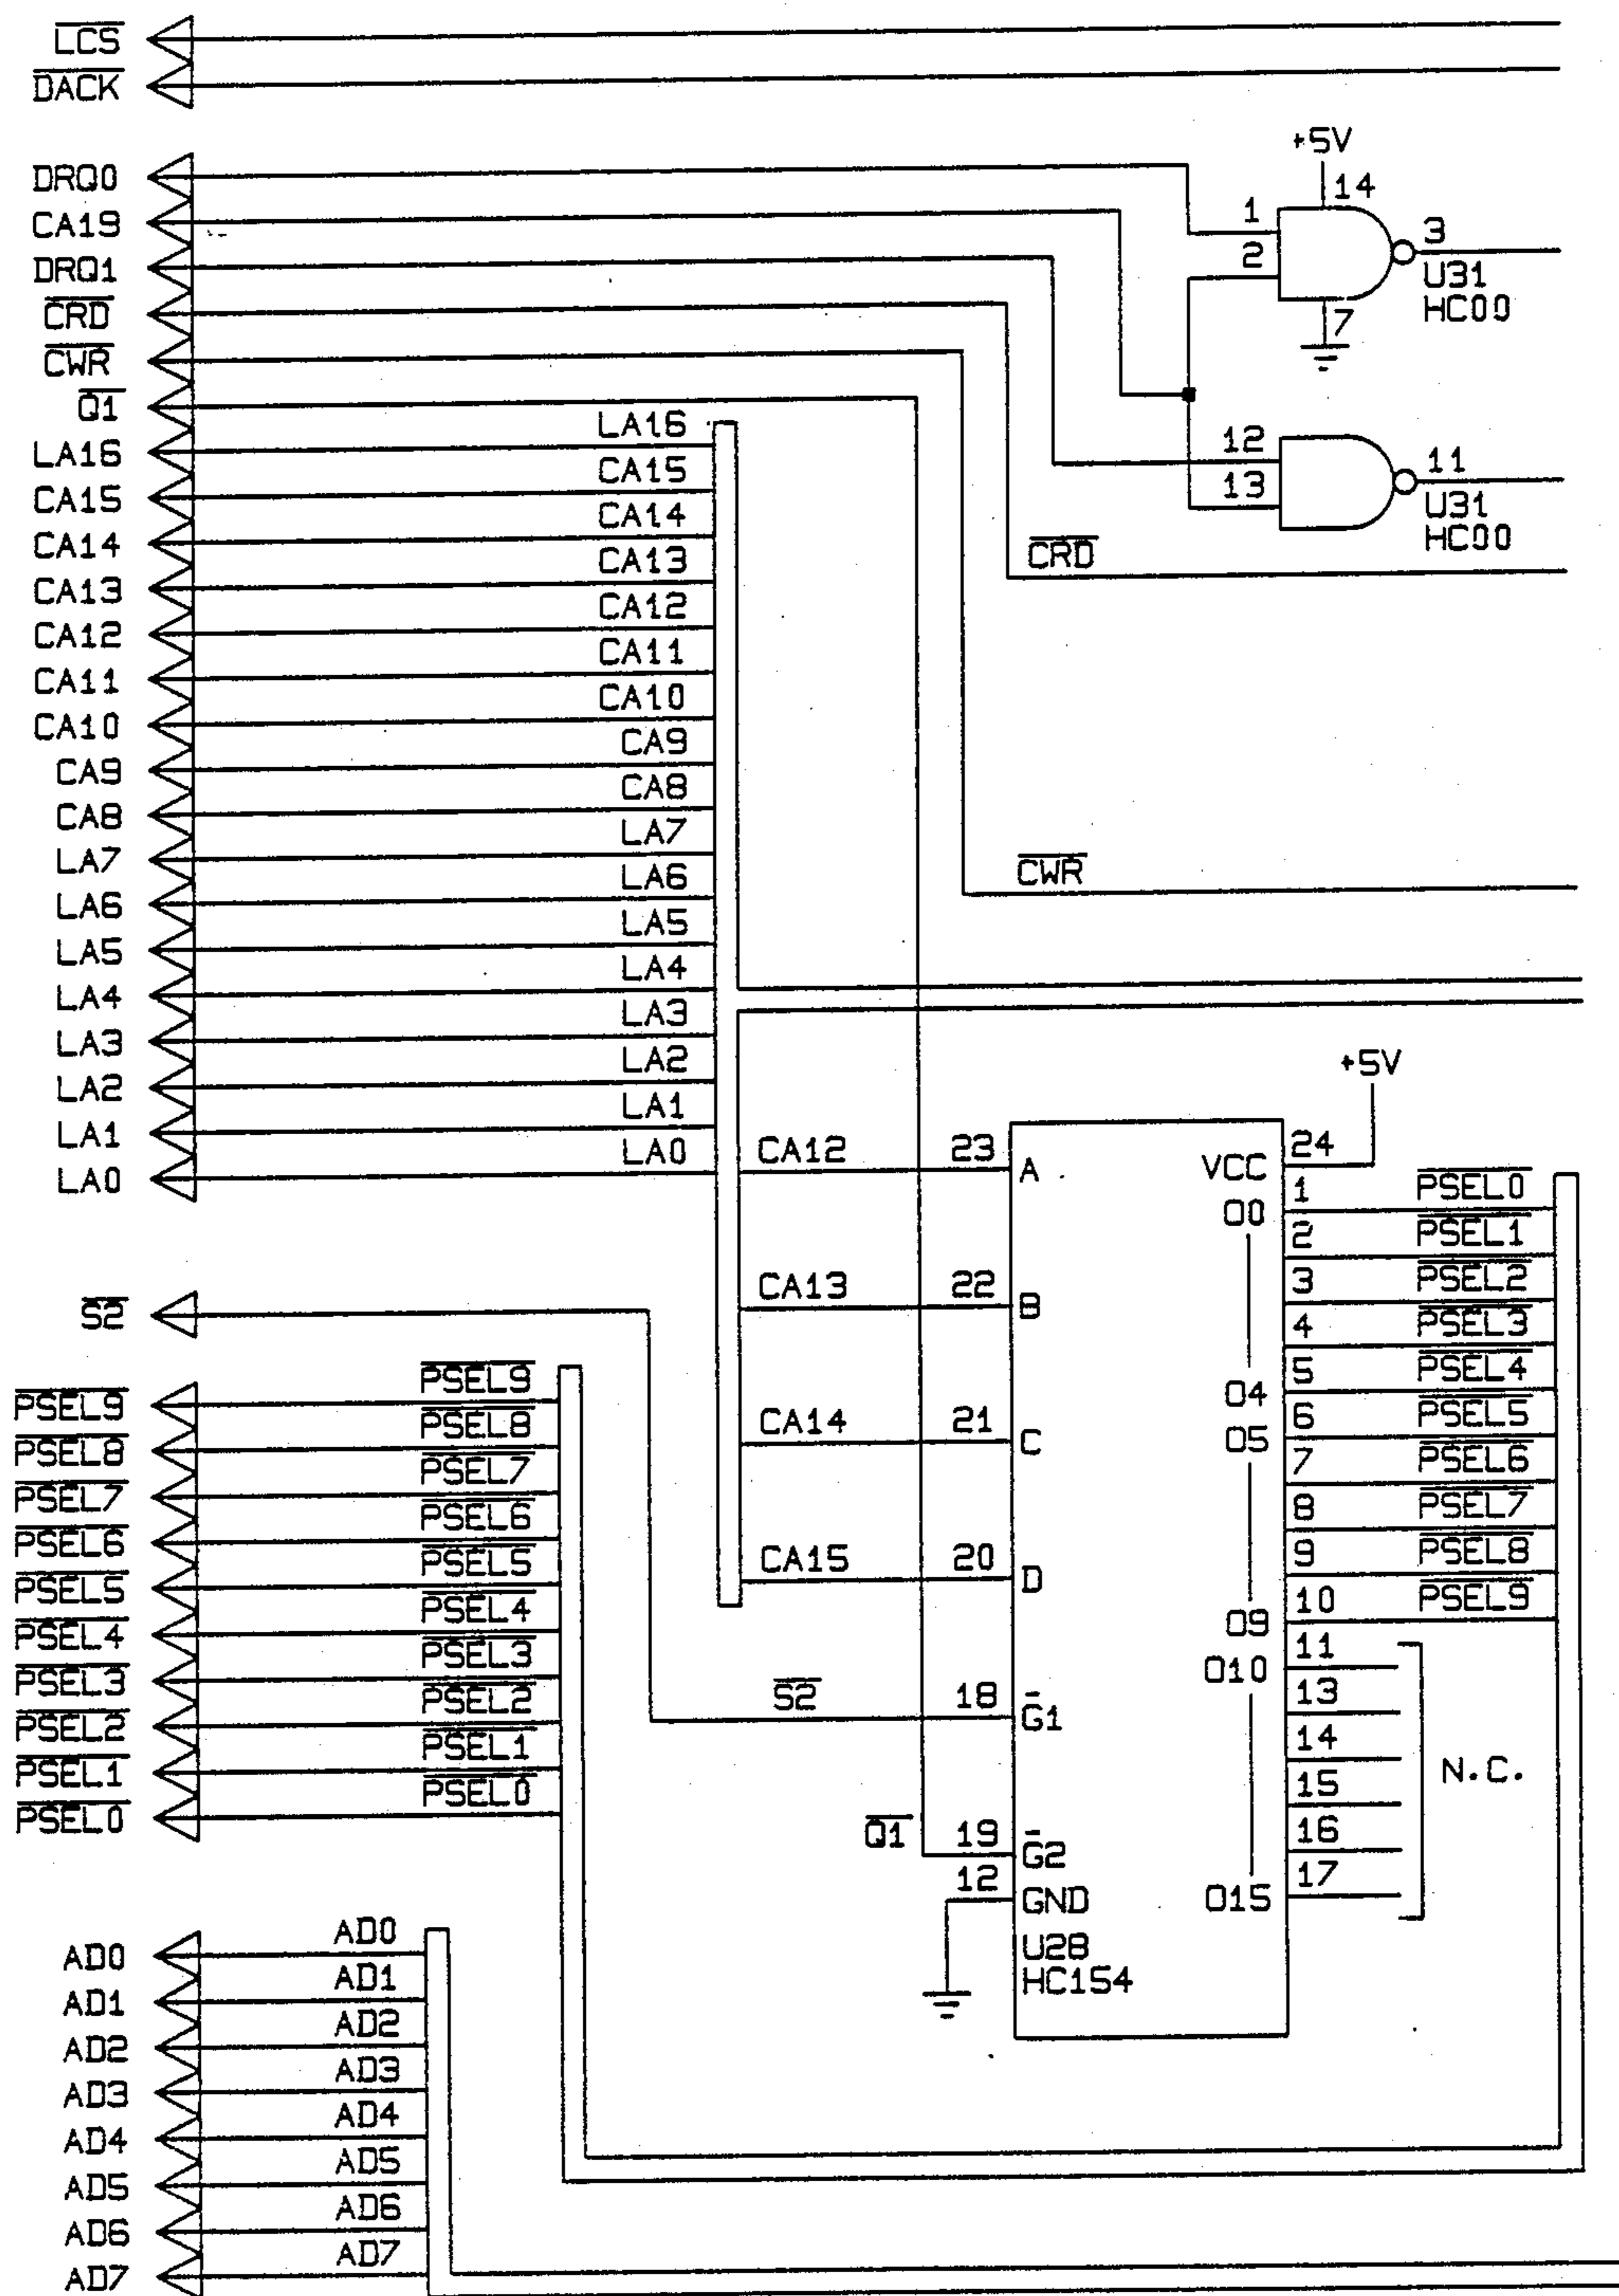 LCS
DACK
+5V
DRQ0
14
CA19
1
3
2
DRQ1
U31
HC00
CRD
7
CWR
Q1
LA16
LA16
12
11
CA15
CA15
13
U31
HC00
CA14
CA14
CRD
CA13
CA13
CA12
CA12
CA11
CA11
CA10
CA10
CA9
CA9
CA8
CA8
LA7
LA7
CWR
LA6
LA6
LA5
LA5
LA4
LA4
LA3
LA3
LA2
LA2
+5V
LA1
LA1
LA0
LA0
CA12 23 A VCC 24
O0 1 PSEL0
2 PSEL1
3 PSEL2
CA13 22 B
4 PSEL3
S2
O4 5 PSEL4
O5 6 PSEL5
CA14 21 C
7 PSEL6
8 PSEL7
9 PSEL8
CA15 20 D
O9 10 PSEL9
O10 11
13
14
15
16
O15 17
N.C.
S2 18 G1
Q1 19 G2
12 GND
U28
HC154
PSEL9 PSEL9
PSEL8 PSEL8
PSEL7 PSEL7
PSEL6 PSEL6
PSEL5 PSEL5
PSEL4 PSEL4
PSEL3 PSEL3
PSEL2 PSEL2
PSEL1 PSEL1
PSEL0 PSEL0
AD0 AD0
AD1 AD1
AD2 AD2
AD3 AD3
AD4 AD4
AD5 AD5
AD6 AD6
AD7 AD7